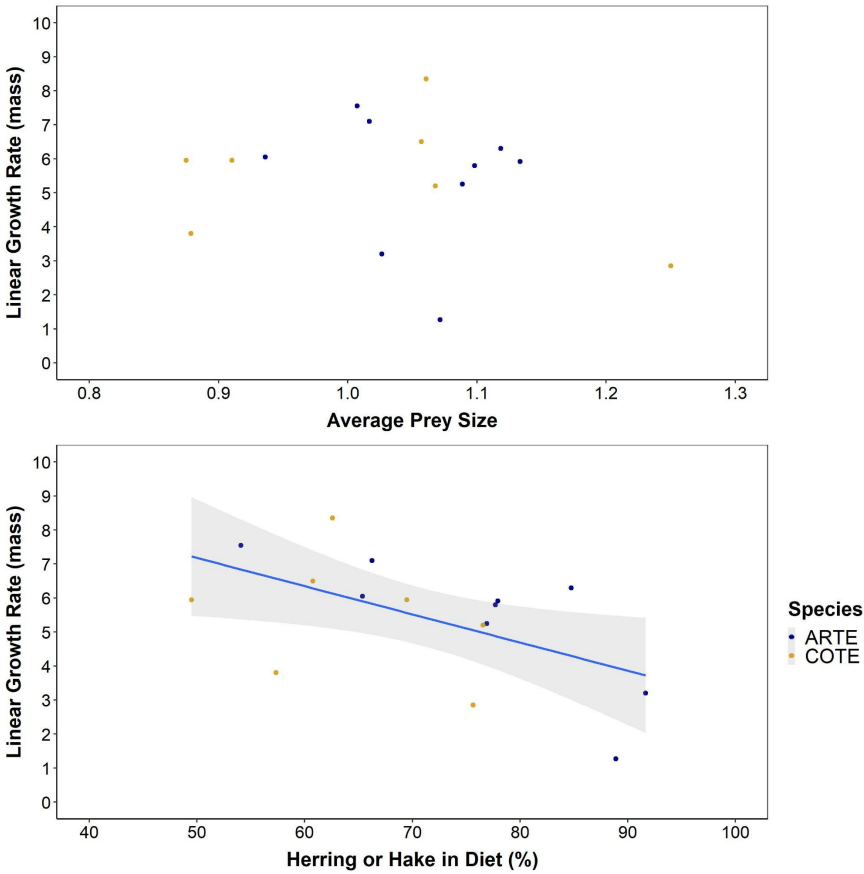 10
9
8
7
6
5
4
3
2
1
0
Linear Growth Rate (mass)
0.8 0.9 1.0 1.1 1.2 1.3
Average Prey Size
10
9
8
7
6
5
4
3
2
1
0
Linear Growth Rate (mass)
40 50 60 70 80 90 100
Herring or Hake in Diet (%)
Species
ARTE
COTE